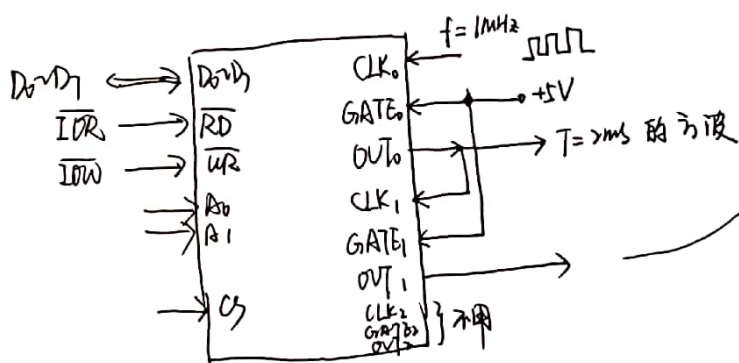 f=1MHz
D₀~D₇ D₀~D₇ CLK₀
+5V
IOR RD GATE₀
OUT₀ T=2ms 的方波
IOW WR
A₀ CLK₁
A₁ GATE₁
OUT₁
CS CLK₂
GATE₂ 不用
OUT₂